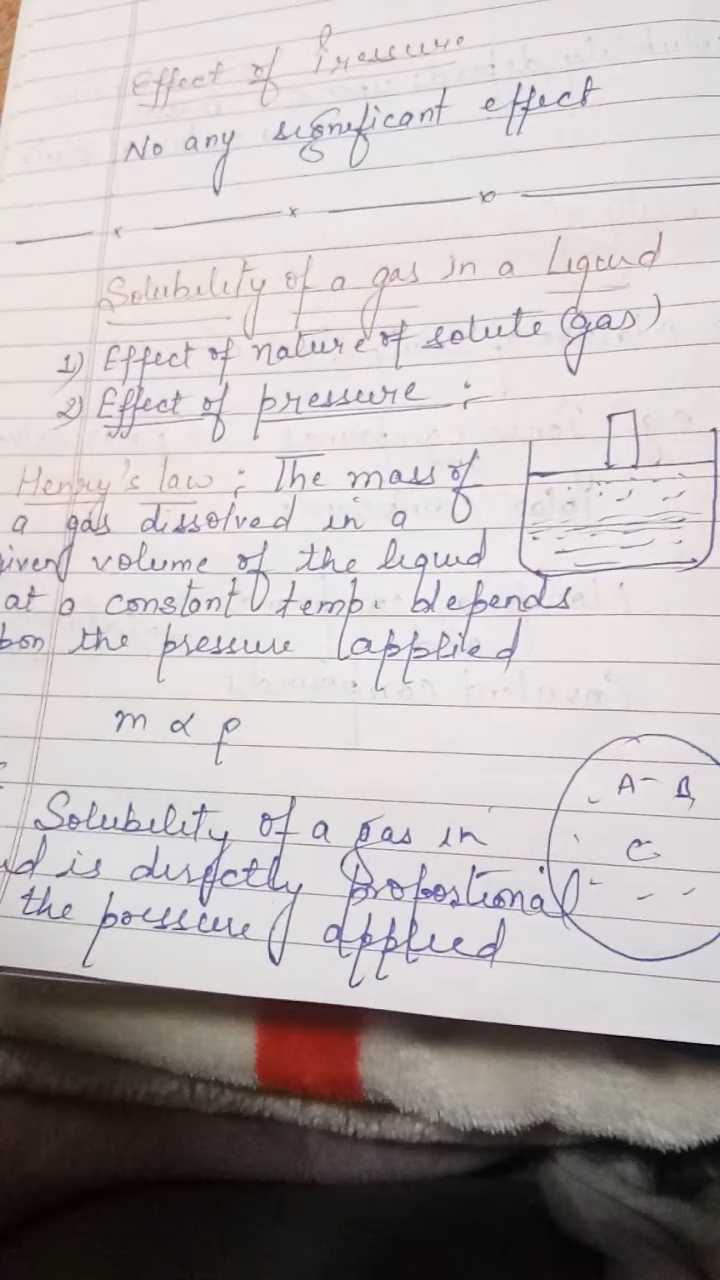 Effect of Pressure
No any significant effect
Solubility of a gas in a Liquid
1) Effect of nature of solute (gas)
2) Effect of pressure :
Henry's law : The mass of
a gas dissolved in a
iven volume of the liquid
at a constant temp. depends
pon the pressure applied
m ∝ p
Solubility of a gas in
d is directly proportional
the pressure applied
A - B
C